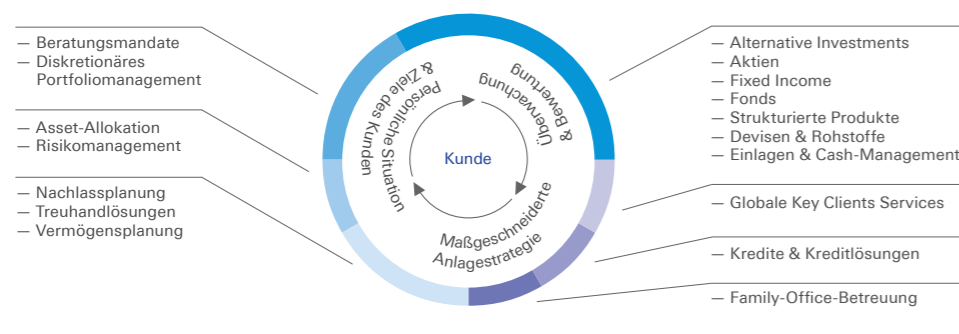 — Beratungsmandate
— Diskretionäres
Portfoliomanagement
— Asset-Allokation
— Risikomanagement
— Nachlassplanung
— Treuhandlösungen
— Vermögensplanung
Persönliche Situation
& Ziele des Kunden
Überwachung
& Bewertung
Kunde
Maßgeschneiderte
Anlagestrategie
— Alternative Investments
— Aktien
— Fixed Income
— Fonds
— Strukturierte Produkte
— Devisen & Rohstoffe
— Einlagen & Cash-Management
— Globale Key Clients Services
— Kredite & Kreditlösungen
— Family-Office-Betreuung